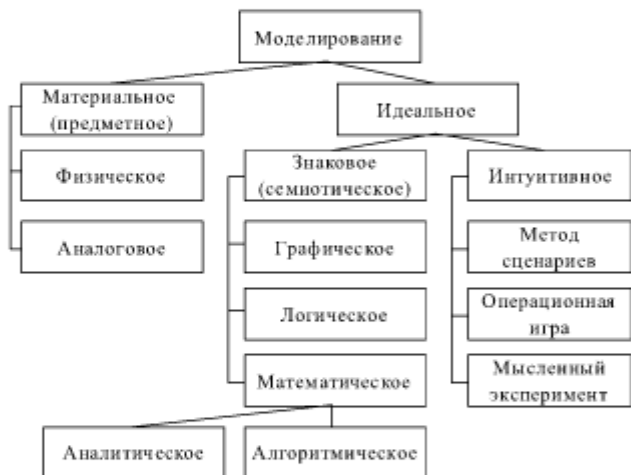 Моделирование
Материальное
(предметное)
Идеальное
Физическое
Знаковое
(семиотическое)
Интуитивное
Аналоговое
Графическое
Метод
сценариев
Логическое
Операционная
игра
Математическое
Мысленный
эксперимент
Аналитическое
Алгоритмическое